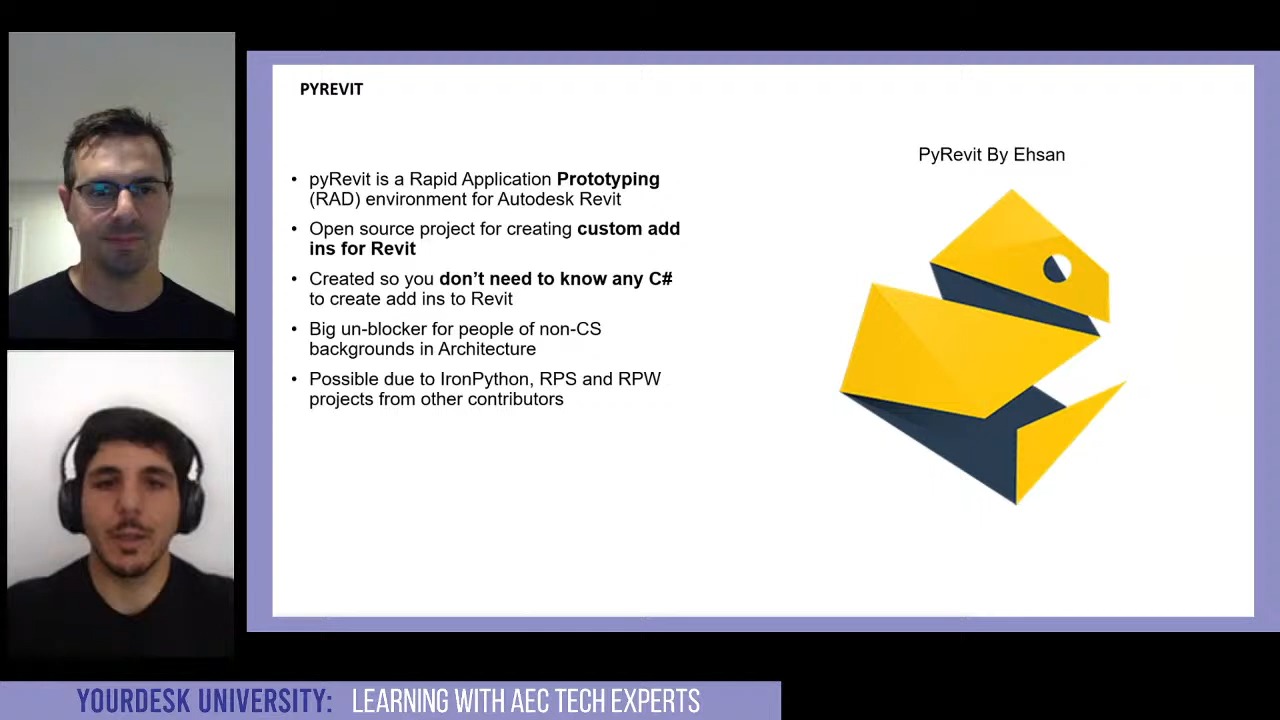 PYREVIT
PyRevit By Ehsan
• pyRevit is a Rapid Application Prototyping
(RAD) environment for Autodesk Revit
• Open source project for creating custom add
ins for Revit
• Created so you don’t need to know any C#
to create add ins to Revit
• Big un-blocker for people of non-CS
backgrounds in Architecture
• Possible due to IronPython, RPS and RPW
projects from other contributors
YOURDESK UNIVERSITY: LEARNING WITH AEC TECH EXPERTS